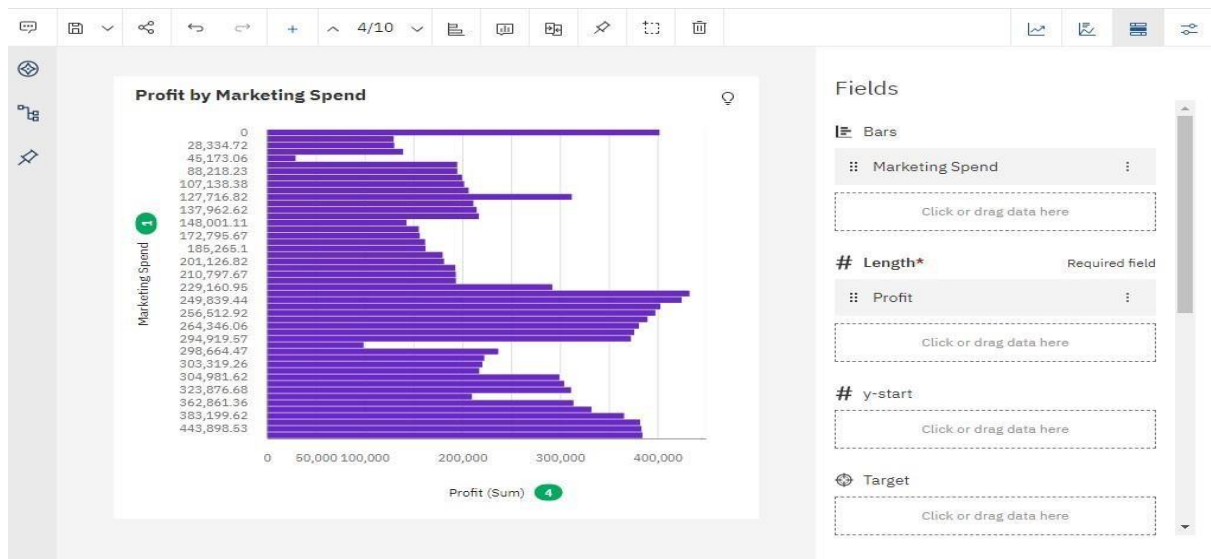 4/10
Profit by Marketing Spend
0
28,334.72
45,173.06
88,218.23
107,138.38
127,716.82
137,962.62
148,001.11
172,795.67
185,265.1
201,126.82
210,797.67
229,160.95
249,839.44
256,512.92
264,346.06
294,919.57
298,664.47
303,319.26
304,981.62
323,876.68
362,861.36
383,199.62
443,898.53
Marketing Spend 1
0 50,000 100,000 200,000 300,000 400,000
Profit (Sum) 4
Fields
Bars
Marketing Spend
Click or drag data here
# Length* Required field
Profit
Click or drag data here
# y-start
Click or drag data here
Target
Click or drag data here